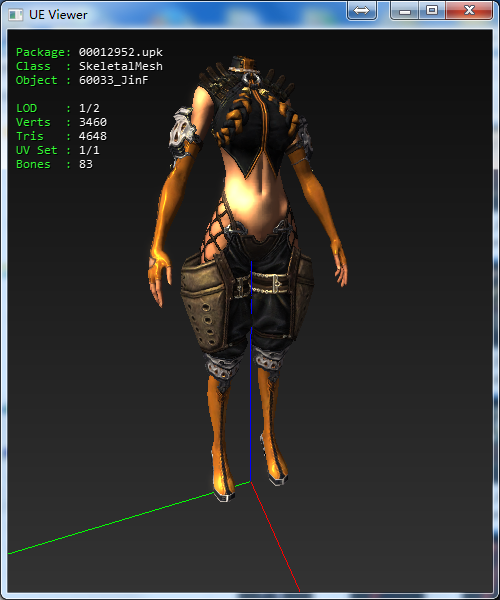 UE Viewer
Package: 00012952.upk
Class : SkeletalMesh
Object : 60033_JinF
LOD : 1/2
Verts : 3460
Tris : 4648
UV Set : 1/1
Bones : 83